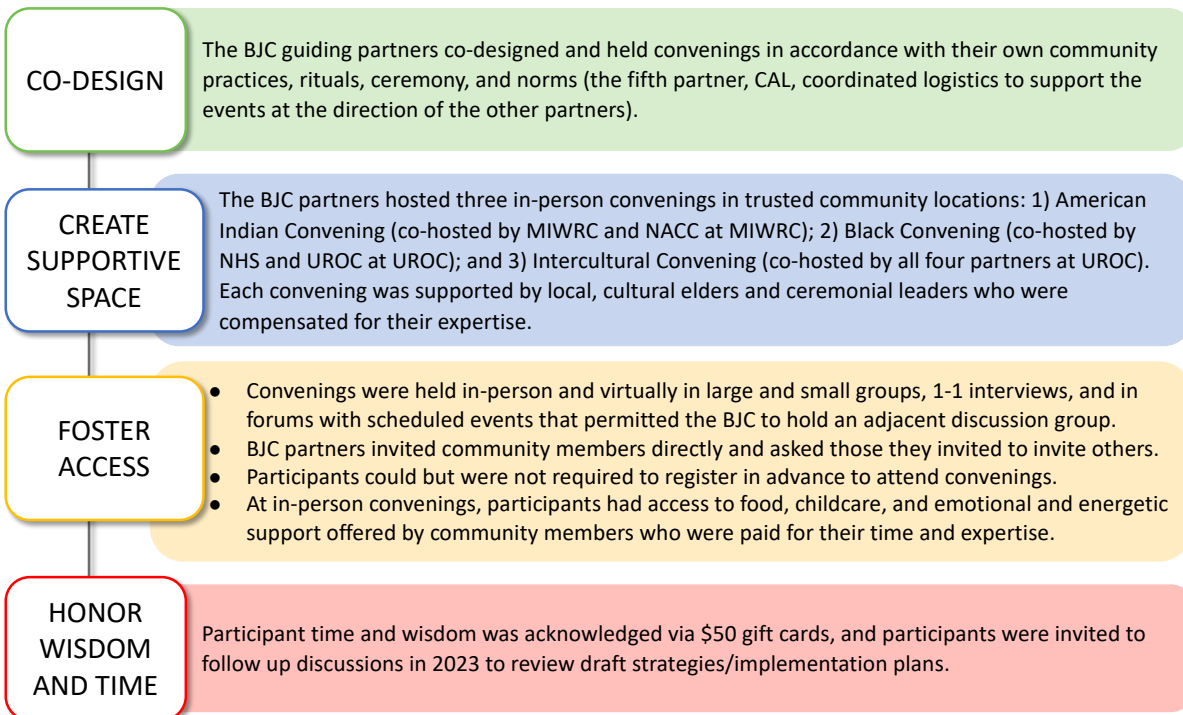 CO-DESIGN
The BJC guiding partners co-designed and held convenings in accordance with their own community
practices, rituals, ceremony, and norms (the fifth partner, CAL, coordinated logistics to support the
events at the direction of the other partners).
CREATE
SUPPORTIVE
SPACE
The BJC partners hosted three in-person convenings in trusted community locations: 1) American
Indian Convening (co-hosted by MIWRC and NACC at MIWRC); 2) Black Convening (co-hosted by
NHS and UROC at UROC); and 3) Intercultural Convening (co-hosted by all four partners at UROC).
Each convening was supported by local, cultural elders and ceremonial leaders who were
compensated for their expertise.
FOSTER
ACCESS
● Convenings were held in-person and virtually in large and small groups, 1-1 interviews, and in
forums with scheduled events that permitted the BJC to hold an adjacent discussion group.
● BJC partners invited community members directly and asked those they invited to invite others.
● Participants could but were not required to register in advance to attend convenings.
● At in-person convenings, participants had access to food, childcare, and emotional and energetic
support offered by community members who were paid for their time and expertise.
HONOR
WISDOM
AND TIME
Participant time and wisdom was acknowledged via $50 gift cards, and participants were invited to
follow up discussions in 2023 to review draft strategies/implementation plans.